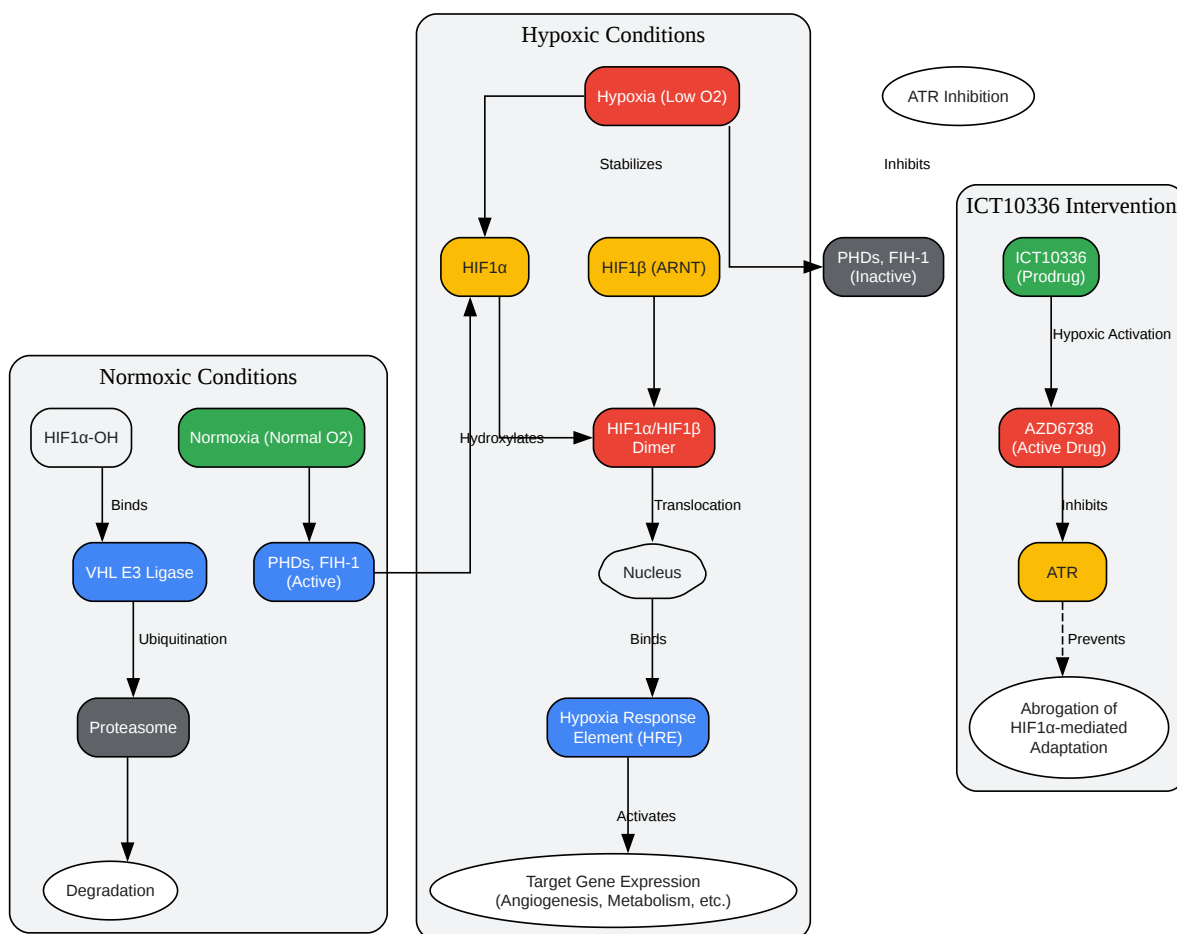 Hypoxic Conditions
Hypoxia (Low O2)
ATR Inhibition
Stabilizes
Inhibits
ICT10336 Intervention
HIF1α
HIF1β (ARNT)
PHDs, FIH-1
(Inactive)
ICT10336
(Prodrug)
Hypoxic Activation
Normoxic Conditions
HIF1α-OH
Normoxia (Normal O2)
Hydroxylates
HIF1α/HIF1β
Dimer
AZD6738
(Active Drug)
Binds
Translocation
Inhibits
VHL E3 Ligase
PHDs, FIH-1
(Active)
Nucleus
ATR
Ubiquitination
Binds
Prevents
Proteasome
Hypoxia Response
Element (HRE)
Abrogation of
HIF1α-mediated
Adaptation
Activates
Degradation
Target Gene Expression
(Angiogenesis, Metabolism, etc.)